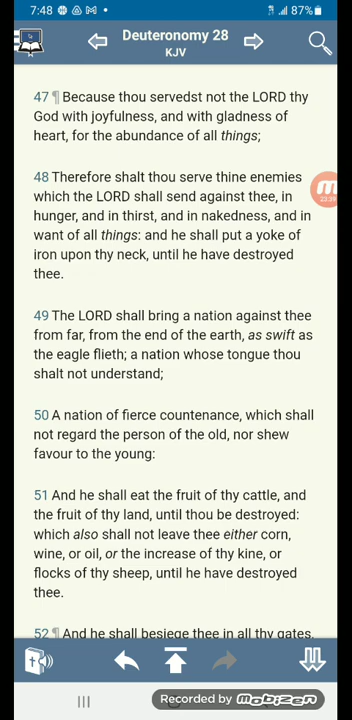 7:48 87%
Deuteronomy 28
KJV
47 ¶ Because thou servedst not the LORD thy
God with joyfulness, and with gladness of
heart, for the abundance of all things;
48 Therefore shalt thou serve thine enemies
which the LORD shall send against thee, in
hunger, and in thirst, and in nakedness, and in
want of all things: and he shall put a yoke of
iron upon thy neck, until he have destroyed
thee.
49 The LORD shall bring a nation against thee
from far, from the end of the earth, as swift as
the eagle flieth; a nation whose tongue thou
shalt not understand;
50 A nation of fierce countenance, which shall
not regard the person of the old, nor shew
favour to the young:
51 And he shall eat the fruit of thy cattle, and
the fruit of thy land, until thou be destroyed:
which also shall not leave thee either corn,
wine, or oil, or the increase of thy kine, or
flocks of thy sheep, until he have destroyed
thee.
52 ¶ And he shall besiege thee in all thy gates,
Recorded by mobizen